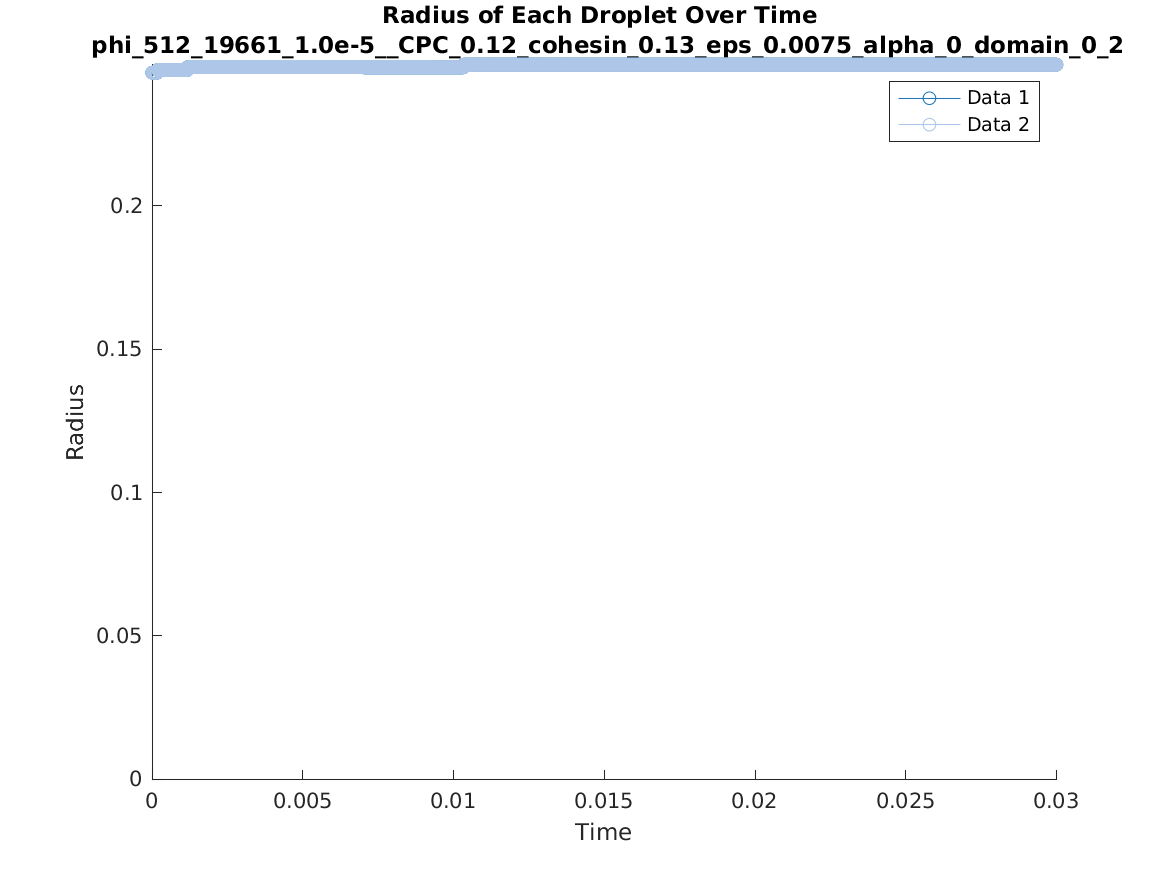 Radius of Each Droplet Over Time
phi_512_19661_1.0e-5__CPC_0.12_cohesin_0.13_eps_0.0075_alpha_0_domain_0_2
Data 1
Data 2
0.2
0.15
0.1
0.05
0
Radius
0 0.005 0.01 0.015 0.02 0.025 0.03
Time